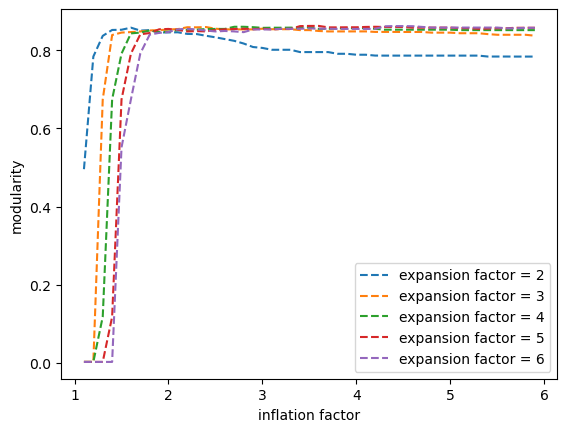 0.8
0.6
0.4
0.2
0.0
modularity
expansion factor = 2
expansion factor = 3
expansion factor = 4
expansion factor = 5
expansion factor = 6
1 2 3 4 5 6
inflation factor